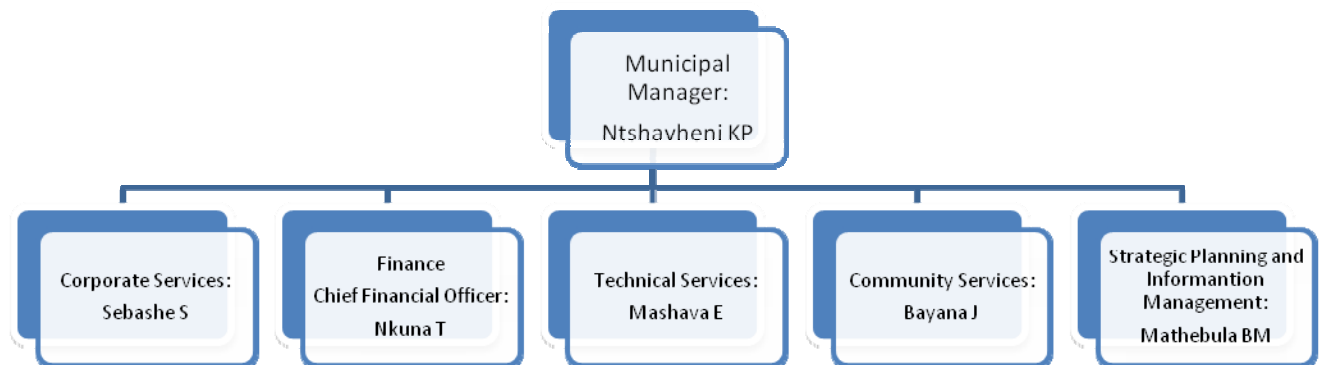 Municipal
Manager:
Ntshavheni KP
Corporate Services:
Sebashe S
Finance
Chief Financial Officer:
Nkuna T
Technical Services:
Mashava E
Community Services:
Bayana J
Strategic Planning and
Informantion
Management:
Mathebula BM